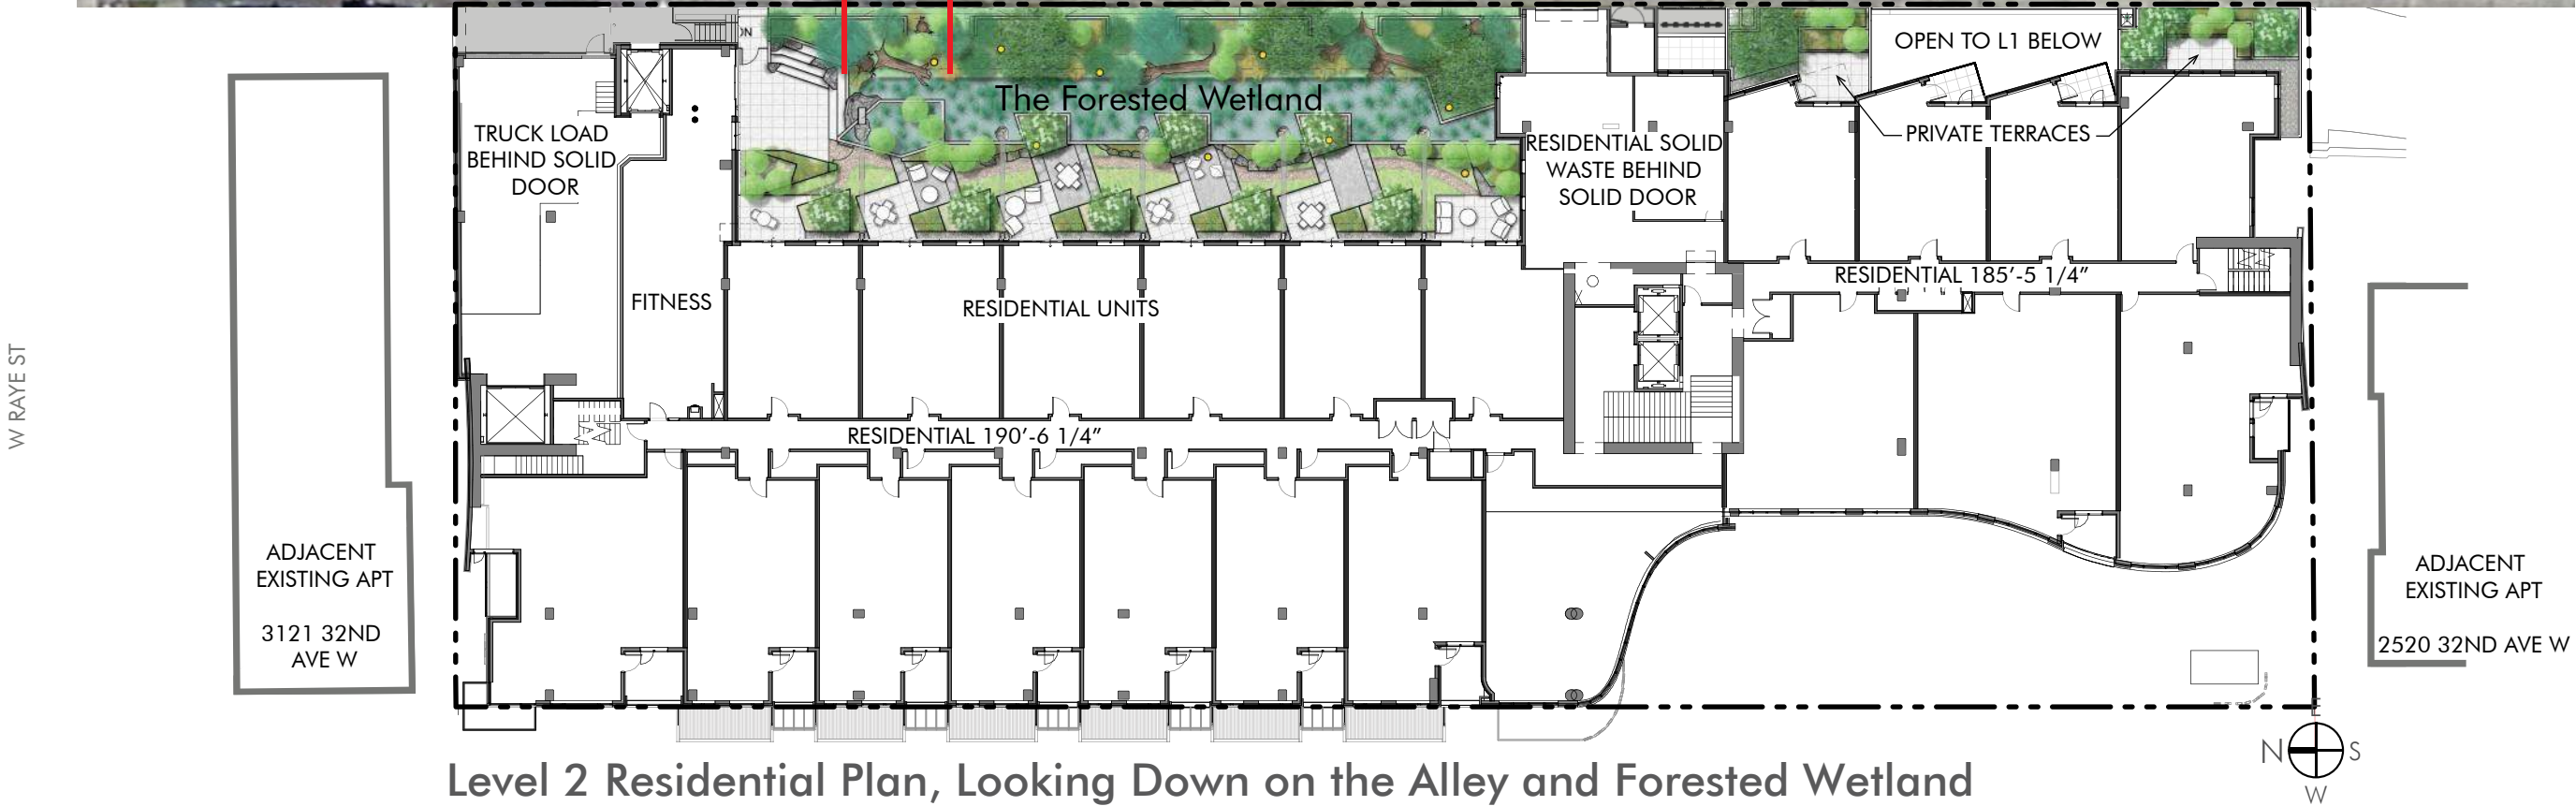 ON
OPEN TO L1 BELOW
The Forested Wetland
TRUCK LOAD
BEHIND SOLID
DOOR
PRIVATE TERRACES
RESIDENTIAL SOLID
WASTE BEHIND
SOLID DOOR
RESIDENTIAL 185'-5 1/4"
FITNESS
RESIDENTIAL UNITS
W RAYE ST
RESIDENTIAL 190'-6 1/4"
ADJACENT
EXISTING APT
3121 32ND
AVE W
ADJACENT
EXISTING APT
2520 32ND AVE W
E
N
S
W
Level 2 Residential Plan, Looking Down on the Alley and Forested Wetland